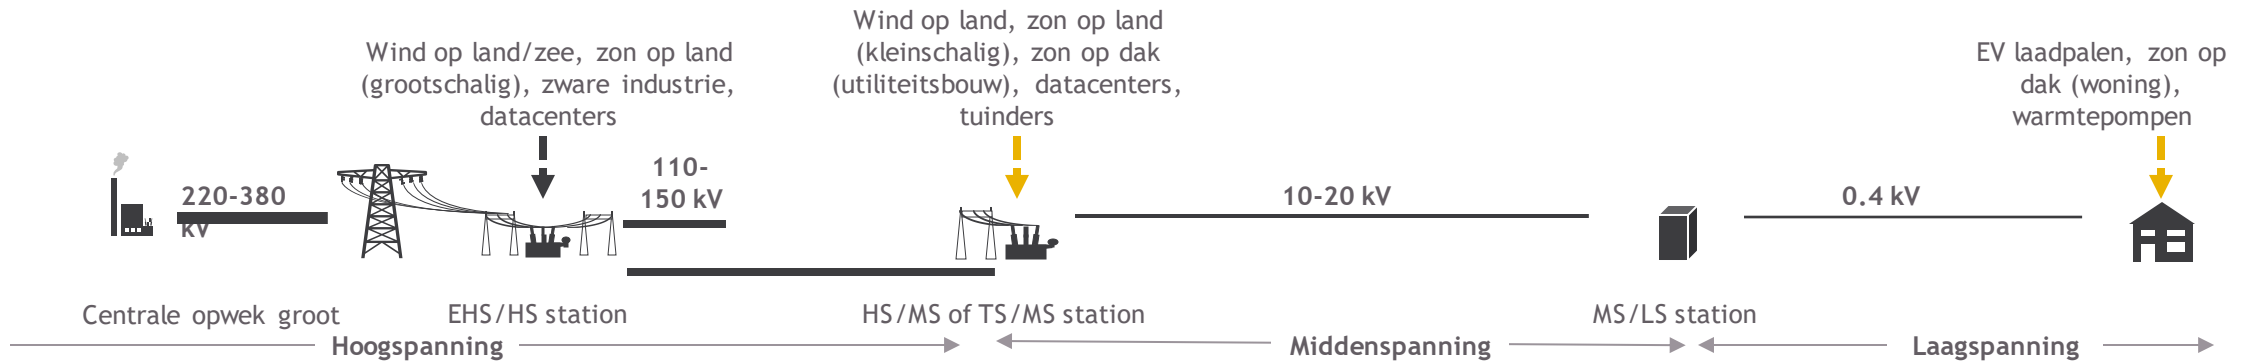 Wind op land/zee, zon op land
(grootschalig), zware industrie,
datacenters
Wind op land, zon op land
(kleinschalig), zon op dak
(utiliteitsbouw), datacenters,
tuinders
EV laadpalen, zon op
dak (woning),
warmtepompen
220-380
kV
110-
150 kV
10-20 kV
0.4 kV
Centrale opwek groot
EHS/HS station
HS/MS of TS/MS station
MS/LS station
Hoogspanning
Middenspanning
Laagspanning